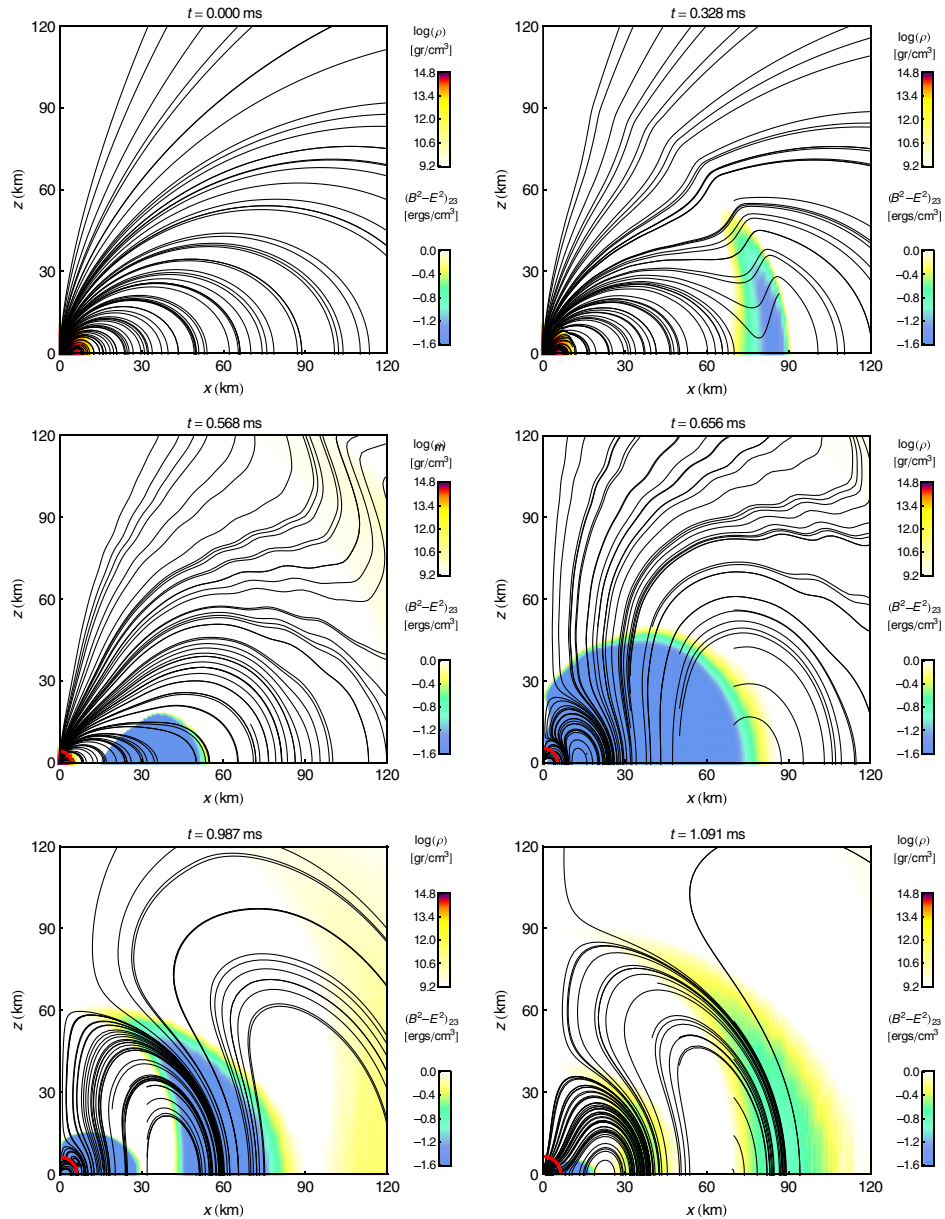 t = 0.000 ms
120
90
60
30
0
z (km)
0 30 60 90 120
x (km)
log(ρ)
[gr/cm³]
14.8
13.4
12.0
10.6
9.2
(B²−E²)₂₃
[ergs/cm³]
0.0
−0.4
−0.8
−1.2
−1.6
t = 0.328 ms
120
90
60
30
0
z (km)
0 30 60 90 120
x (km)
log(ρ)
[gr/cm³]
14.8
13.4
12.0
10.6
9.2
(B²−E²)₂₃
[ergs/cm³]
0.0
−0.4
−0.8
−1.2
−1.6
t = 0.568 ms
120
90
60
30
0
z (km)
0 30 60 90 120
x (km)
log(ρ)
m
[gr/cm³]
14.8
13.4
12.0
10.6
9.2
(B²−E²)₂₃
[ergs/cm³]
0.0
−0.4
−0.8
−1.2
−1.6
t = 0.656 ms
120
90
60
30
0
z (km)
0 30 60 90 120
x (km)
log(ρ)
[gr/cm³]
14.8
13.4
12.0
10.6
9.2
(B²−E²)₂₃
[ergs/cm³]
0.0
−0.4
−0.8
−1.2
−1.6
t = 0.987 ms
120
90
60
30
0
z (km)
0 30 60 90 120
x (km)
log(ρ)
[gr/cm³]
14.8
13.4
12.0
10.6
9.2
(B²−E²)₂₃
[ergs/cm³]
0.0
−0.4
−0.8
−1.2
−1.6
t = 1.091 ms
120
90
60
30
0
z (km)
0 30 60 90 120
x (km)
log(ρ)
[gr/cm³]
14.8
13.4
12.0
10.6
9.2
(B²−E²)₂₃
[ergs/cm³]
0.0
−0.4
−0.8
−1.2
−1.6